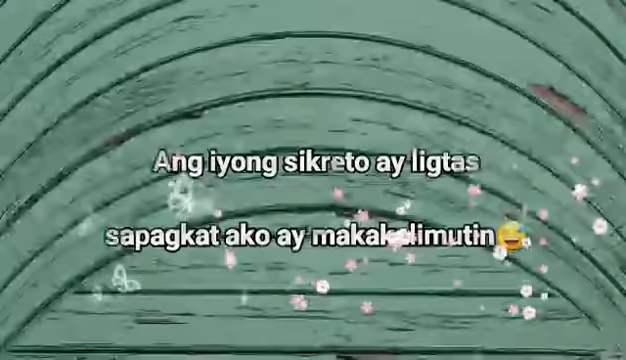 Ang iyong sikreto ay ligtas
sapagkat ako ay makakalimutin😅